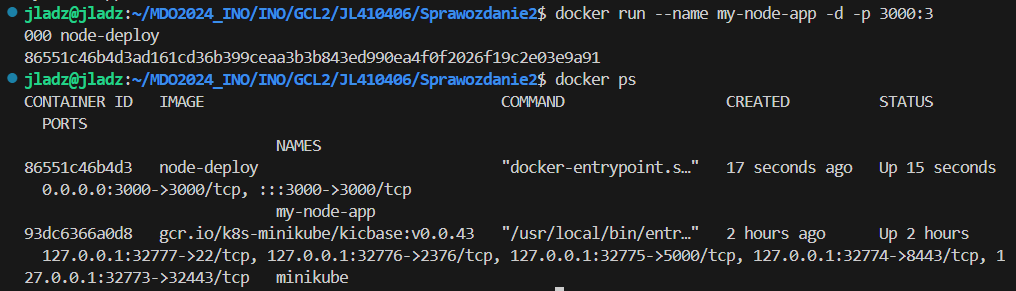 jladz@jladz:~/MDO2024_INO/INO/GCL2/JL410406/Sprawozdanie2$ docker run --name my-node-app -d -p 3000:3
000 node-deploy
86551c46b4d3ad161cd36b399ceaa3b3b843ed990ea4f0f2026f19c2e03e9a91
jladz@jladz:~/MDO2024_INO/INO/GCL2/JL410406/Sprawozdanie2$ docker ps
CONTAINER ID   IMAGE                                 COMMAND                  CREATED          STATUS
  PORTS
                             NAMES
86551c46b4d3   node-deploy                           "docker-entrypoint.s…"   17 seconds ago   Up 15 seconds
  0.0.0.0:3000->3000/tcp, :::3000->3000/tcp
                             my-node-app
93dc6366a0d8   gcr.io/k8s-minikube/kicbase:v0.0.43   "/usr/local/bin/entr…"   2 hours ago      Up 2 hours
  127.0.0.1:32777->22/tcp, 127.0.0.1:32776->2376/tcp, 127.0.0.1:32775->5000/tcp, 127.0.0.1:32774->8443/tcp, 1
27.0.0.1:32773->32443/tcp   minikube